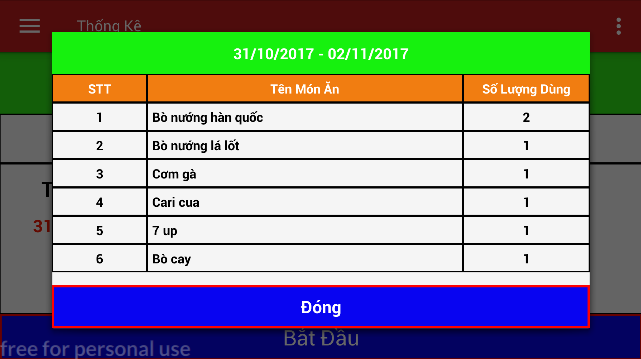 Thống Kê
31/10/2017 - 02/11/2017
STT Tên Món Ăn Số Lượng Dùng
1 Bò nướng hàn quốc 2
2 Bò nướng lá lốt 1
3 Cơm gà 1
4 Cari cua 1
5 7 up 1
6 Bò cay 1
T
31
Đóng
Bắt Đầu
free for personal use